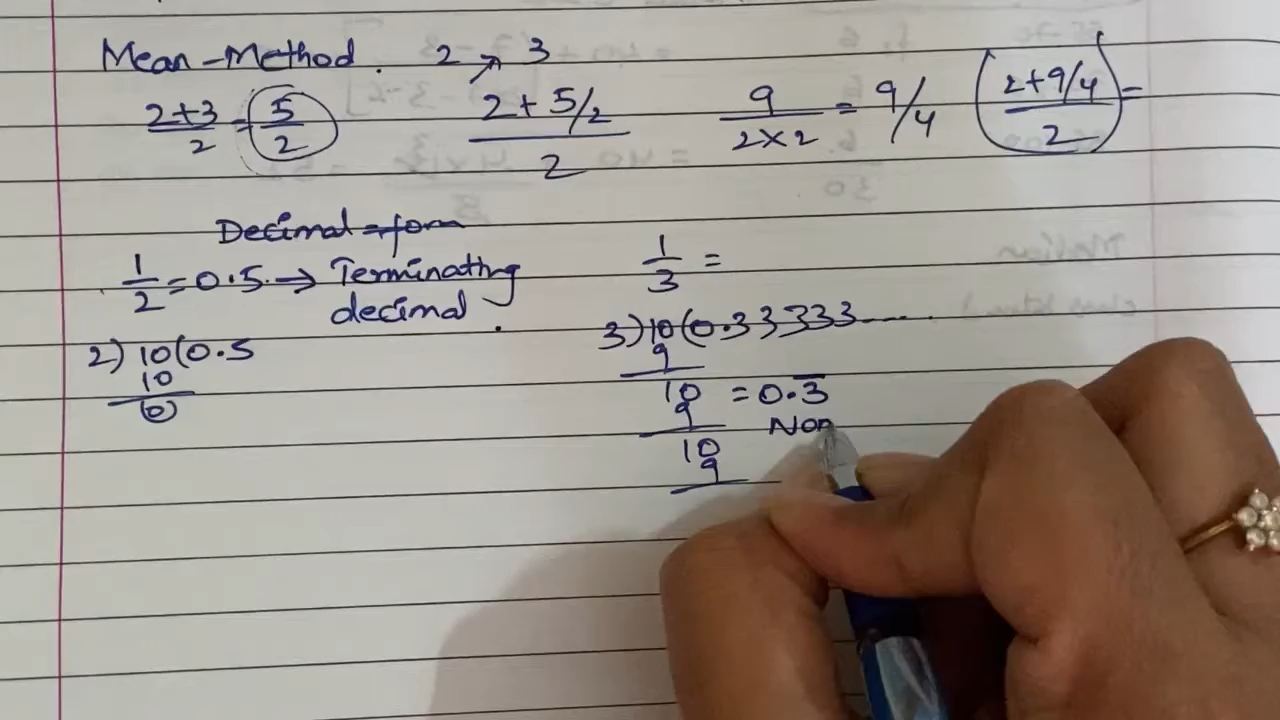 Mean-Method. 2 → 3
2+3/2 = 5/2 2+5/2/2 9/2×2 = 9/4 (2+9/4/2) =
Decimal = form
1/2 = 0.5 → Terminating decimal.
2)10(0.5
10
(0)
1/3 =
3)10(0.33333.....
9
10 = 0.3̅
9 Non
10
9